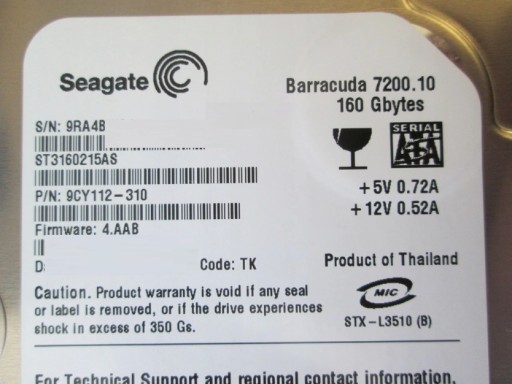 Seagate
Barracuda 7200.10
160 Gbytes
S/N: 9RA4B
ST3160215AS
SERIAL
ATA
P/N: 9CY112-310
+5V 0.72A
+12V 0.52A
Firmware: 4.AAB
D:
Code: TK
Product of Thailand
Caution. Product warranty is void if any seal
or label is removed, or if the drive experiences
shock in excess of 350 Gs.
MIC
STX-L3510 (B)
For Technical Support and regional contact information,